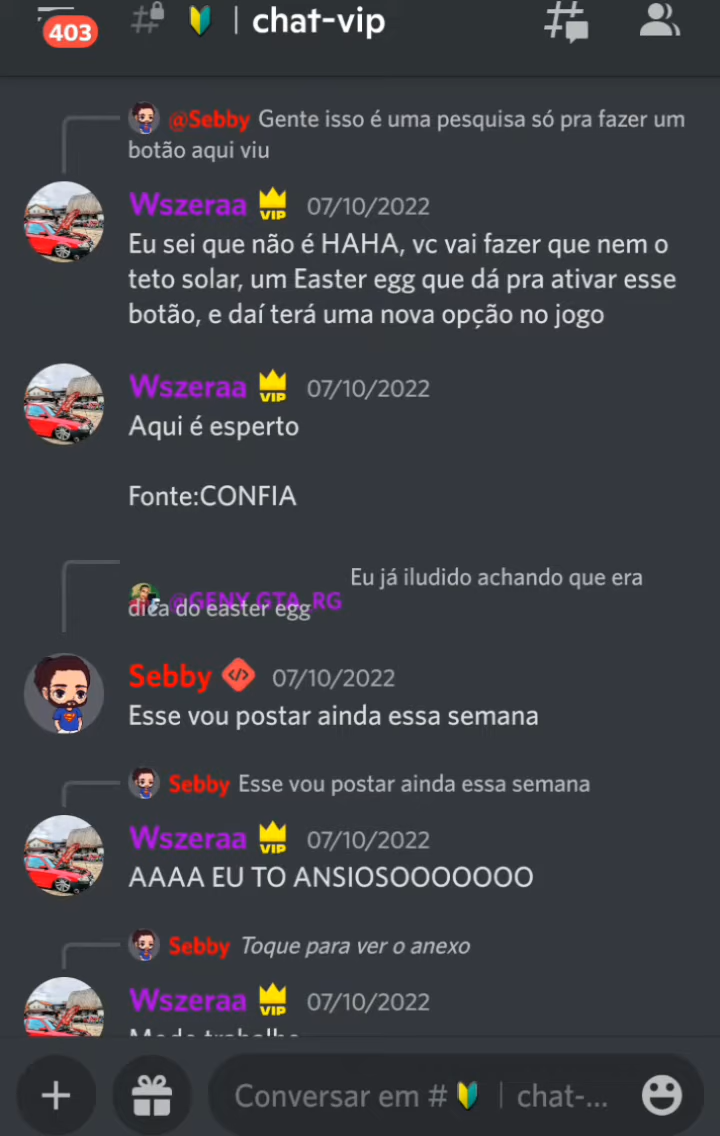 403
| chat-vip
@Sebby Gente isso é uma pesquisa só pra fazer um
botão aqui viu
Wszeraa VIP 07/10/2022
Eu sei que não é HAHA, vc vai fazer que nem o
teto solar, um Easter egg que dá pra ativar esse
botão, e daí terá uma nova opção no jogo
Wszeraa VIP 07/10/2022
Aqui é esperto
Fonte:CONFIA
@GENY GTA_RG Eu já iludido achando que era
dica do easter egg
Sebby 07/10/2022
Esse vou postar ainda essa semana
Sebby Esse vou postar ainda essa semana
Wszeraa VIP 07/10/2022
AAAA EU TO ANSIOSOOOOOOO
Sebby Toque para ver o anexo
Wszeraa VIP 07/10/2022
Conversar em # | chat-...